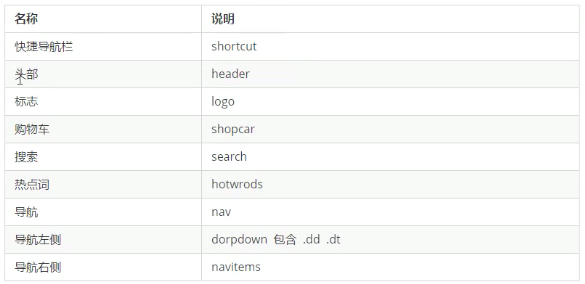 名称 说明
快捷导航栏 shortcut
头部 header
标志 logo
购物车 shopcar
搜索 search
热点词 hotwrods
导航 nav
导航左侧 dorpdown 包含 .dd .dt
导航右侧 navitems